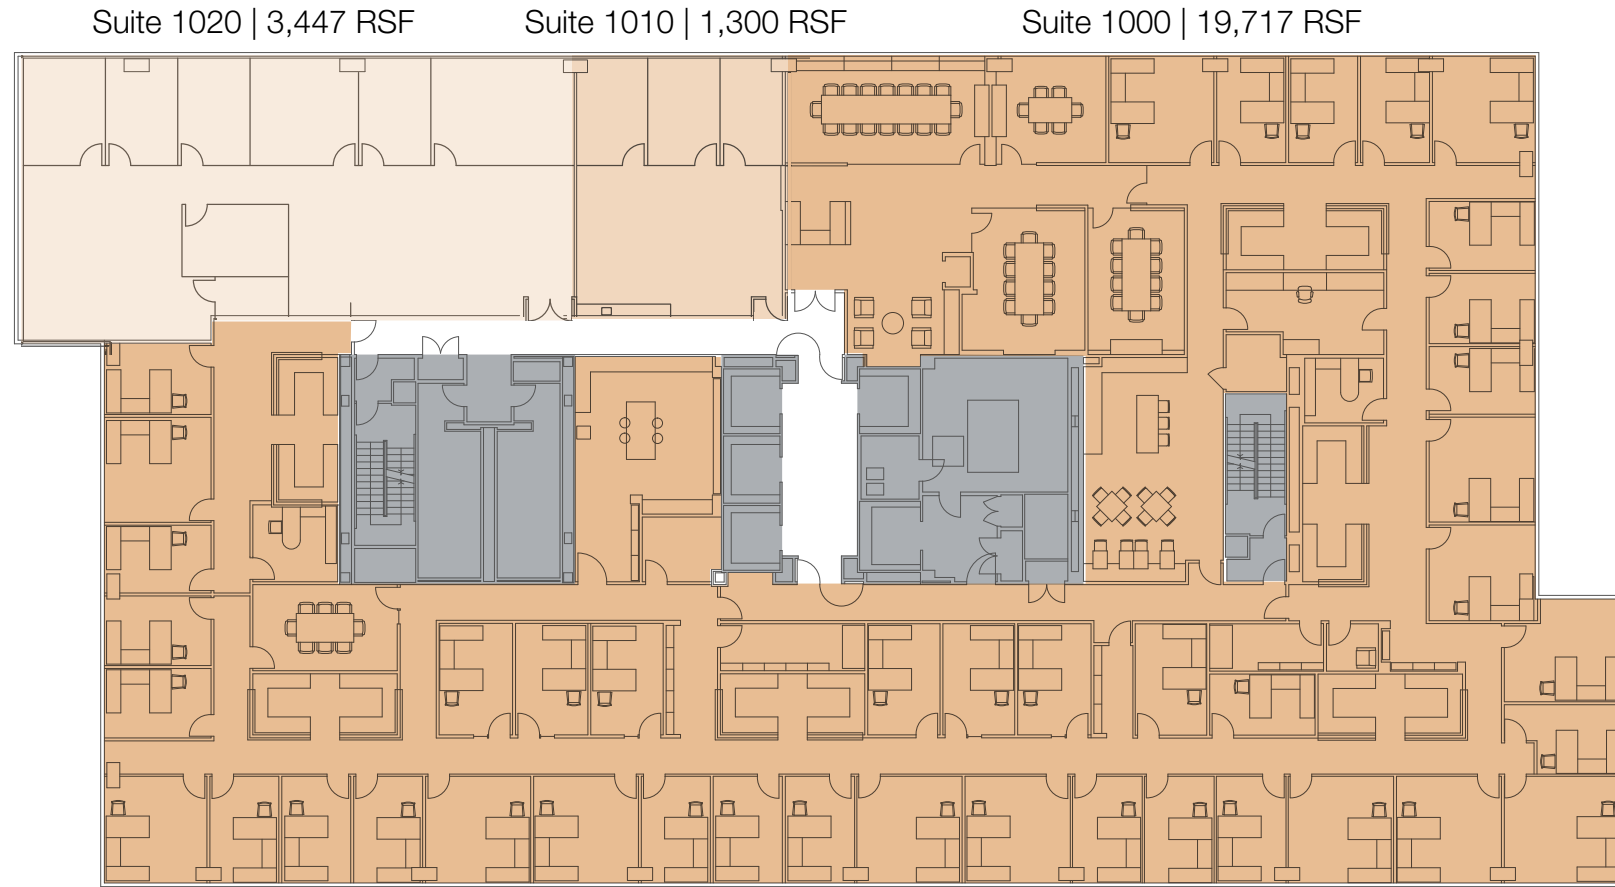 Suite 1020 | 3,447 RSF
Suite 1010 | 1,300 RSF
Suite 1000 | 19,717 RSF